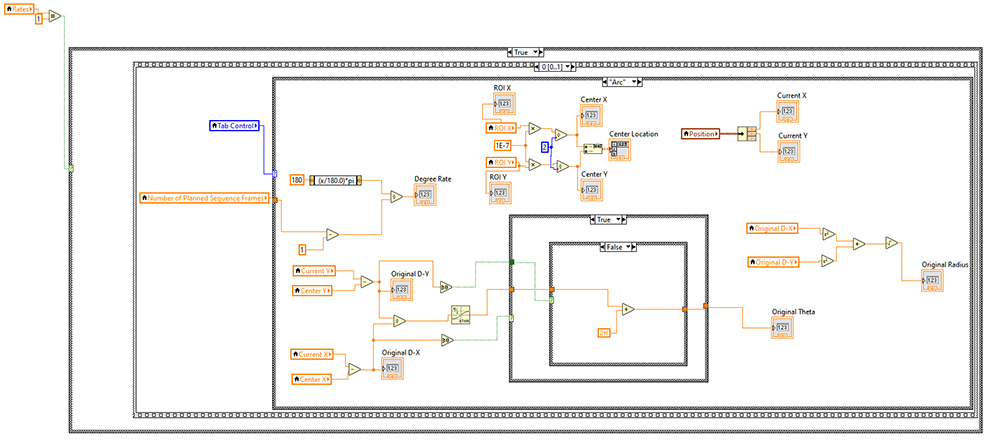 Rates
1
True
0 [0..1]
"Arc"
ROI X
Center X
Current X
123
123
123
Tab Control
ROI X
Center Location
Position
1E-7
2
Current Y
ROI Y
123
180
(x/180.0)*pi
Degree Rate
ROI Y
Center Y
123
123
123
Number of Planned Sequence Frames
True
1
False
Original D-X
Current Y
Original D-Y
Original D-Y
Center Y
123
Original Radius
123
Original Theta
123
Current X
Original D-X
Center X
123